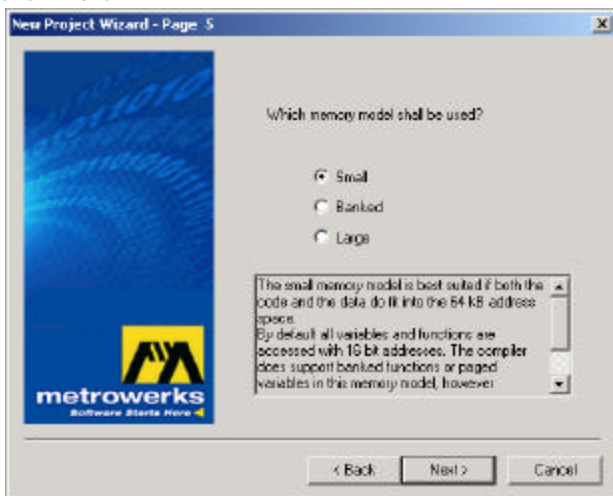 New Project Wizard - Page 5
Which memory model shall be used?
Small
Banked
Large
The small memory model is best suited if both the
code and the data do fit into the 64 kB address
space.
By default all variables and functions are
accessed with 16 bit addresses. The compiler
does support banked functions or paged
variables in this memory model, however
metrowerks
Software Starts Here
< Back
Next >
Cancel